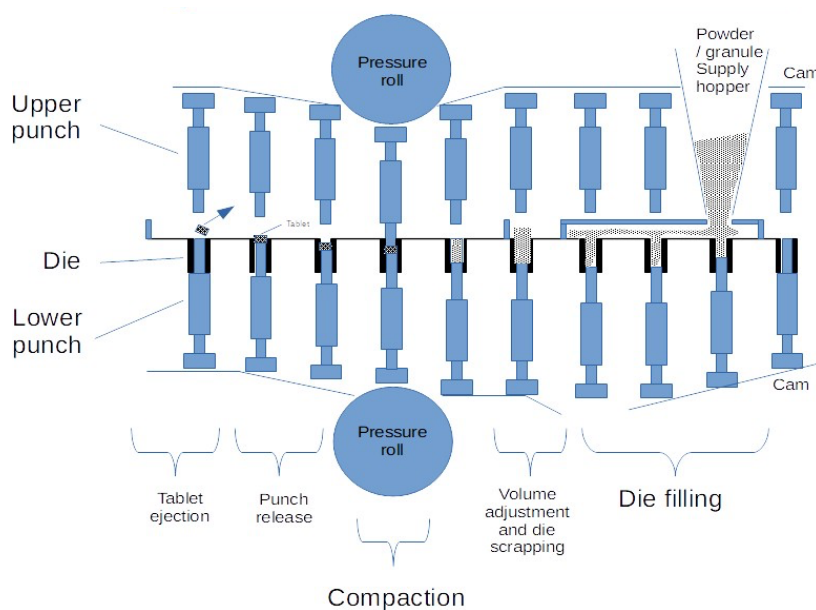 Pressure
roll
Powder
/ granule
Supply
hopper
Cam
Upper
punch
Tablet
Die
Lower
punch
Cam
Pressure
roll
Tablet
ejection
Punch
release
Volume
adjustment
and die
scrapping
Die filling
Compaction